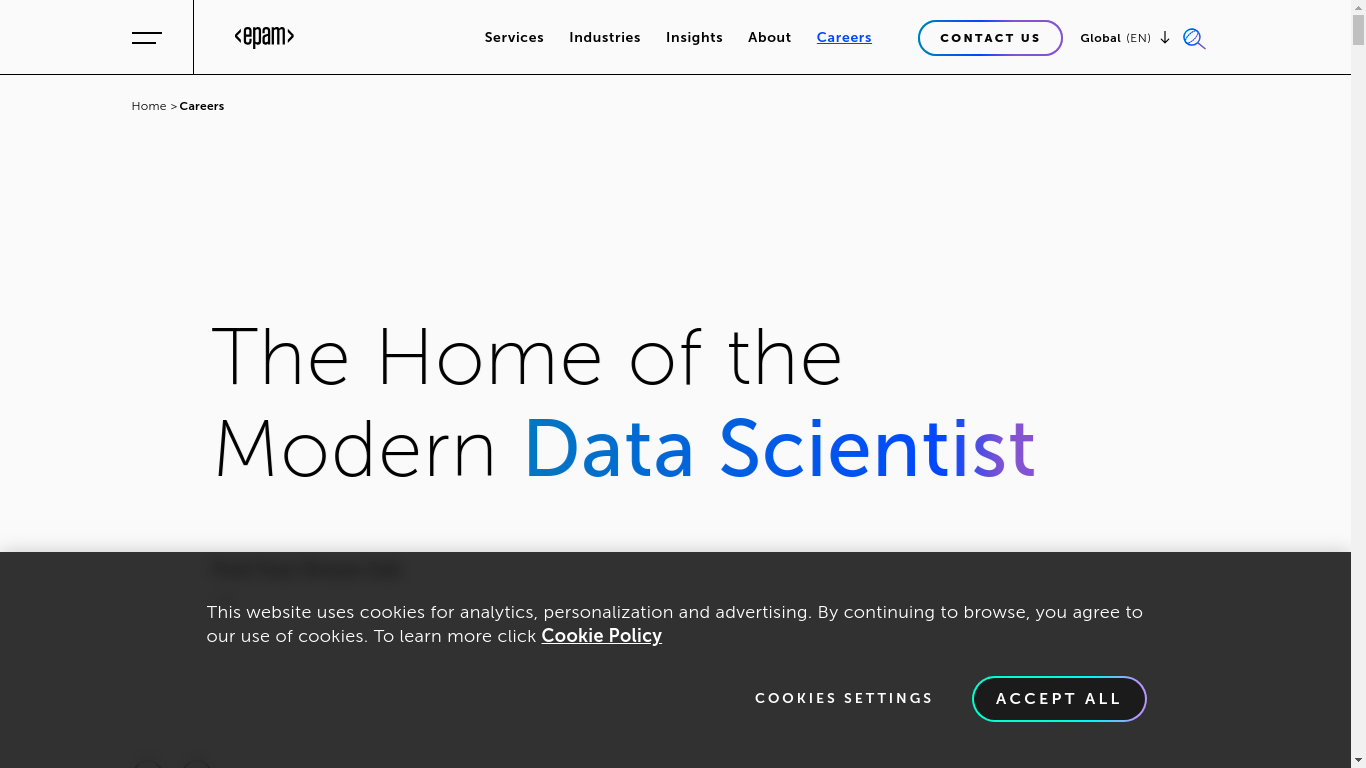 <epam>
Services Industries Insights About Careers
CONTACT US
Global (EN)
Home > Careers
The Home of the
Modern Data Scientist
This website uses cookies for analytics, personalization and advertising. By continuing to browse, you agree to
our use of cookies. To learn more click Cookie Policy
COOKIES SETTINGS
ACCEPT ALL